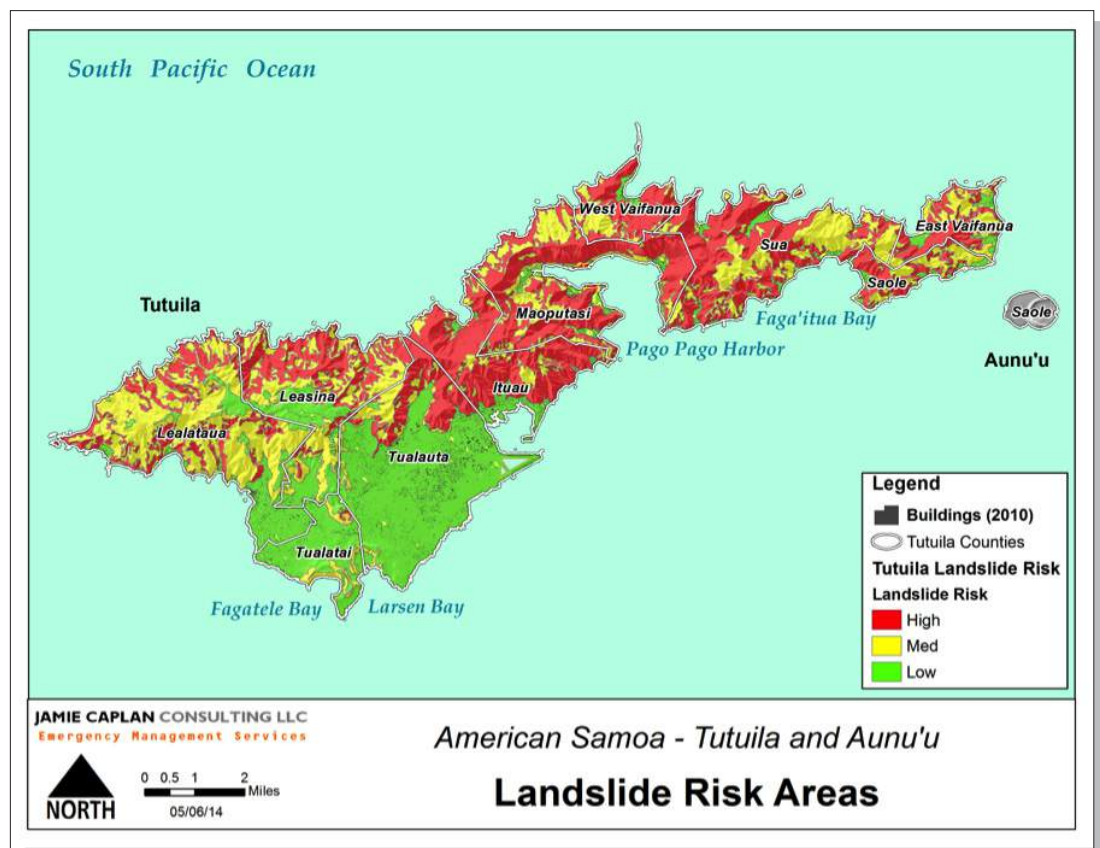 South Pacific Ocean
West Vaifanua
East Vaifanua
Sua
Saole
Tutuila
Maoputasi
Saole
Faga'itua Bay
Pago Pago Harbor
Aunu'u
Ituau
Leasina
Lealataua
Tualauta
Tualatai
Fagatele Bay
Larsen Bay
Legend
Buildings (2010)
Tutuila Counties
Tutuila Landslide Risk
Landslide Risk
High
Med
Low
JAMIE CAPLAN CONSULTING LLC
Emergency Management Services
NORTH
0 0.5 1 2
Miles
05/06/14
American Samoa - Tutuila and Aunu'u
Landslide Risk Areas